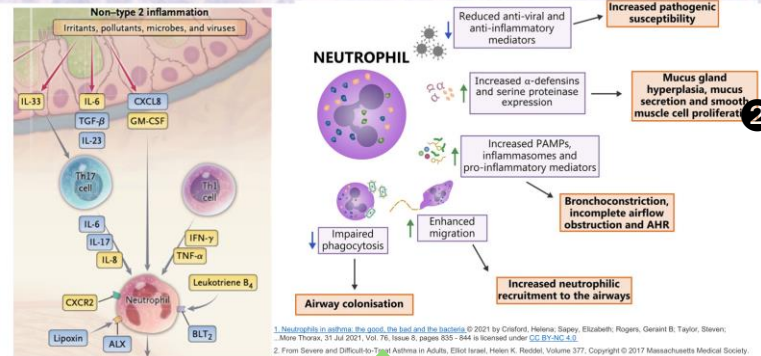 Non-type 2 inflammation
Irritants, pollutants, microbes, and viruses
IL-33
IL-6
CXCL8
TGF-β
GM-CSF
IL-23
Th17
cell
Th1
cell
IL-6
IL-17
IL-8
IFN-γ
TNF-α
Neutrophil
Leukotriene B4
CXCR2
Lipoxin
ALX
BLT2
NEUTROPHIL
Reduced anti-viral and
anti-inflammatory
mediators
Increased pathogenic
susceptibility
Increased α-defensins
and serine proteinase
expression
Mucus gland
hyperplasia, mucus
secretion and smooth
muscle cell
2
Increased PAMPs,
inflammasomes and
pro-inflammatory mediators
Bronchoconstriction,
incomplete airflow
obstruction and AHR
Impaired
phagocytosis
Enhanced
migration
Airway colonisation
Increased neutrophilic
recruitment to the airways
1. Neutrophils in asthma: the good, the bad and the bacteria © 2021 by Crisford, Helena; Sapey, Elizabeth; Rogers, Geraint B; Taylor, Steven;
...More Thorax, 31 Jul 2021, Vol. 76, Issue 8, pages 835 - 844 is licensed under CC BY-NC 4.0
2. From Severe and Difficult-to-Treat Asthma in Adults, Elliot Israel, Helen K. Reddel, Volume 377, Copyright © 2017 Massachusetts Medical Society.